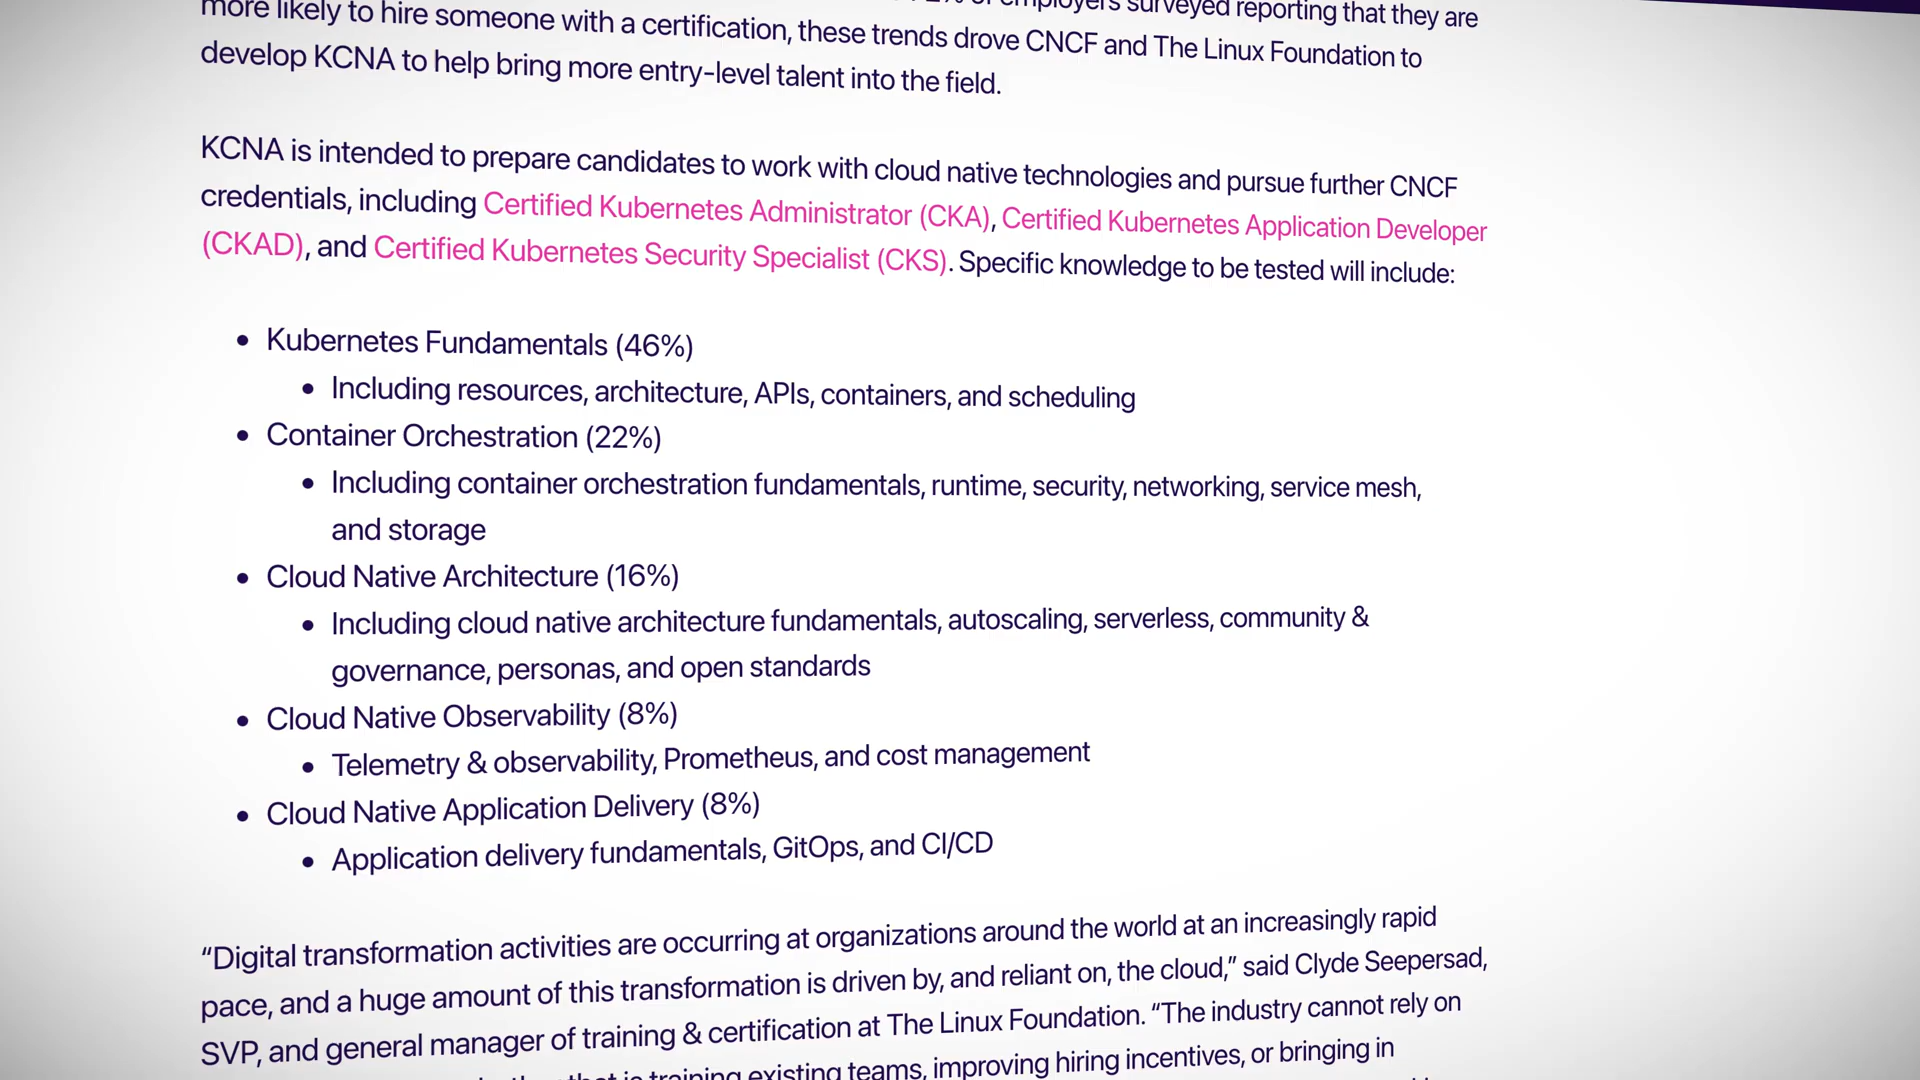 more likely to hire someone with a certification, these trends drove CNCF and The Linux Foundation to
employers surveyed reporting that they are
develop KCNA to help bring more entry-level talent into the field.
KCNA is intended to prepare candidates to work with cloud native technologies and pursue further CNCF
credentials, including Certified Kubernetes Administrator (CKA), Certified Kubernetes Application Developer
(CKAD), and Certified Kubernetes Security Specialist (CKS). Specific knowledge to be tested will include:
• Kubernetes Fundamentals (46%)
• Including resources, architecture, APIs, containers, and scheduling
• Container Orchestration (22%)
• Including container orchestration fundamentals, runtime, security, networking, service mesh,
and storage
• Cloud Native Architecture (16%)
• Including cloud native architecture fundamentals, autoscaling, serverless, community &
governance, personas, and open standards
• Cloud Native Observability (8%)
• Telemetry & observability, Prometheus, and cost management
• Cloud Native Application Delivery (8%)
• Application delivery fundamentals, GitOps, and CI/CD
“Digital transformation activities are occurring at organizations around the world at an increasingly rapid
pace, and a huge amount of this transformation is driven by, and reliant on, the cloud,” said Clyde Seepersad,
SVP, and general manager of training & certification at The Linux Foundation. “The industry cannot rely on
that is training existing teams, improving hiring incentives, or bringing in